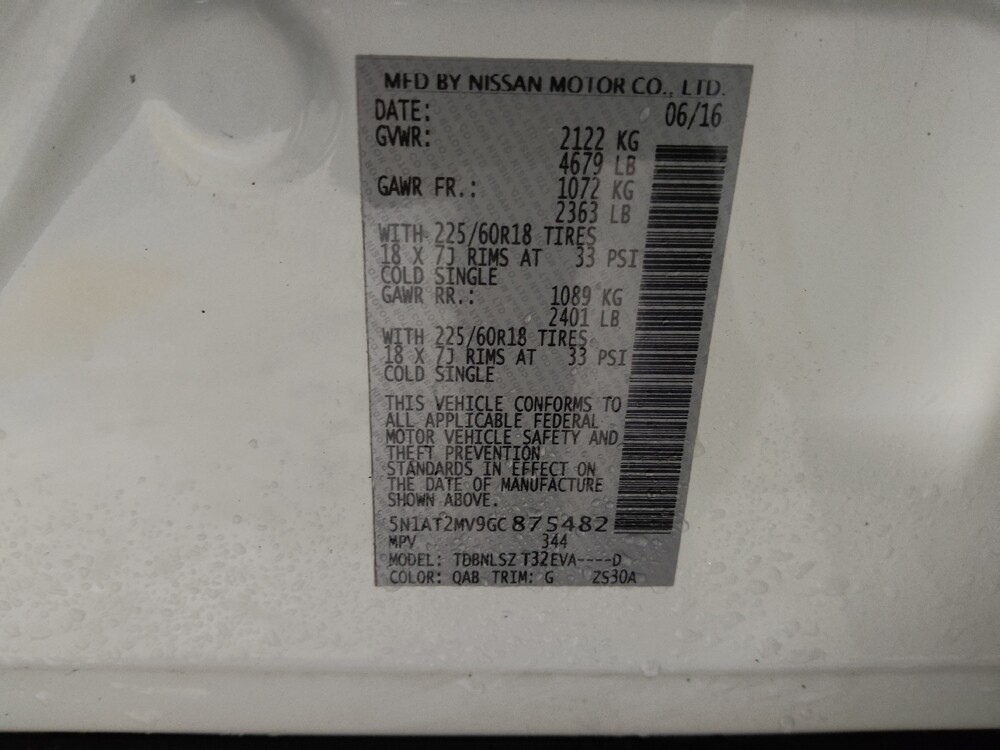 MFD BY NISSAN MOTOR CO., LTD.
DATE: 06/16
GVWR: 2122 KG
4679 LB
GAWR FR.: 1072 KG
2363 LB
WITH 225/60R18 TIRES
18 X 7J RIMS AT 33 PSI
COLD SINGLE
GAWR RR.: 1089 KG
2401 LB
WITH 225/60R18 TIRES
18 X 7J RIMS AT 33 PSI
COLD SINGLE
THIS VEHICLE CONFORMS TO
ALL APPLICABLE FEDERAL
MOTOR VEHICLE SAFETY AND
THEFT PREVENTION
STANDARDS IN EFFECT ON
THE DATE OF MANUFACTURE
SHOWN ABOVE.
5N1AT2MV9GC875482
MPV 344
MODEL: TDBNLSZ T32EVA----D
COLOR: QAB TRIM: G ZS30A